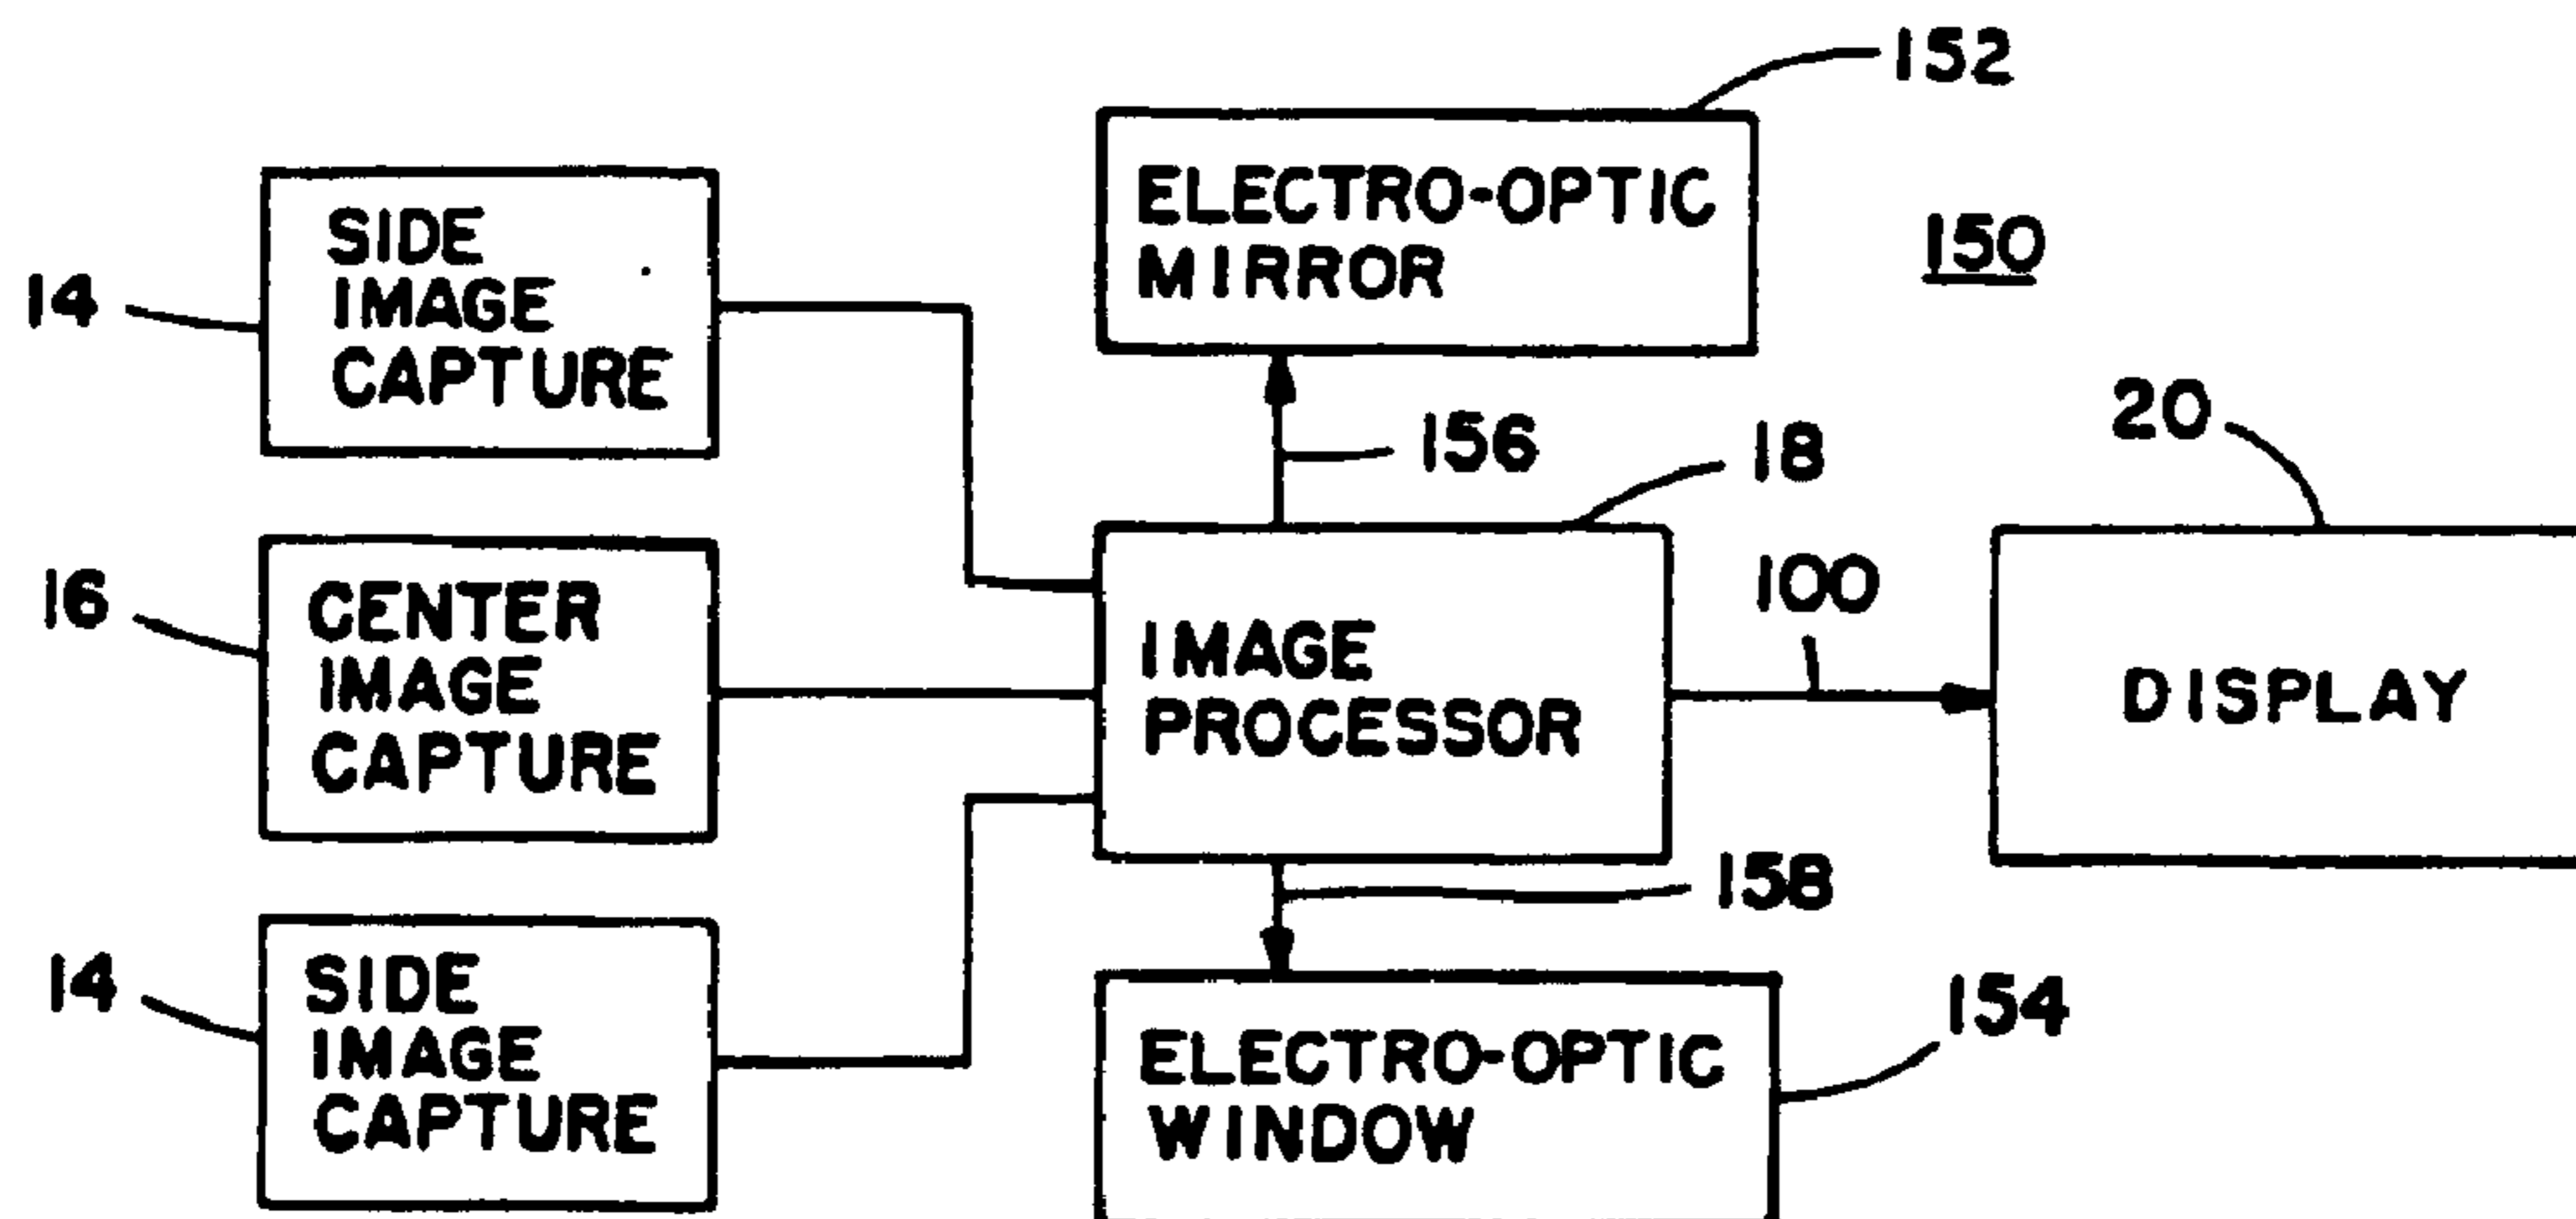 152
ELECTRO-OPTIC
MIRROR
150
SIDE
IMAGE
CAPTURE
14
156
18
20
16
CENTER
IMAGE
CAPTURE
IMAGE
PROCESSOR
100
DISPLAY
158
14
SIDE
IMAGE
CAPTURE
ELECTRO-OPTIC
WINDOW
154